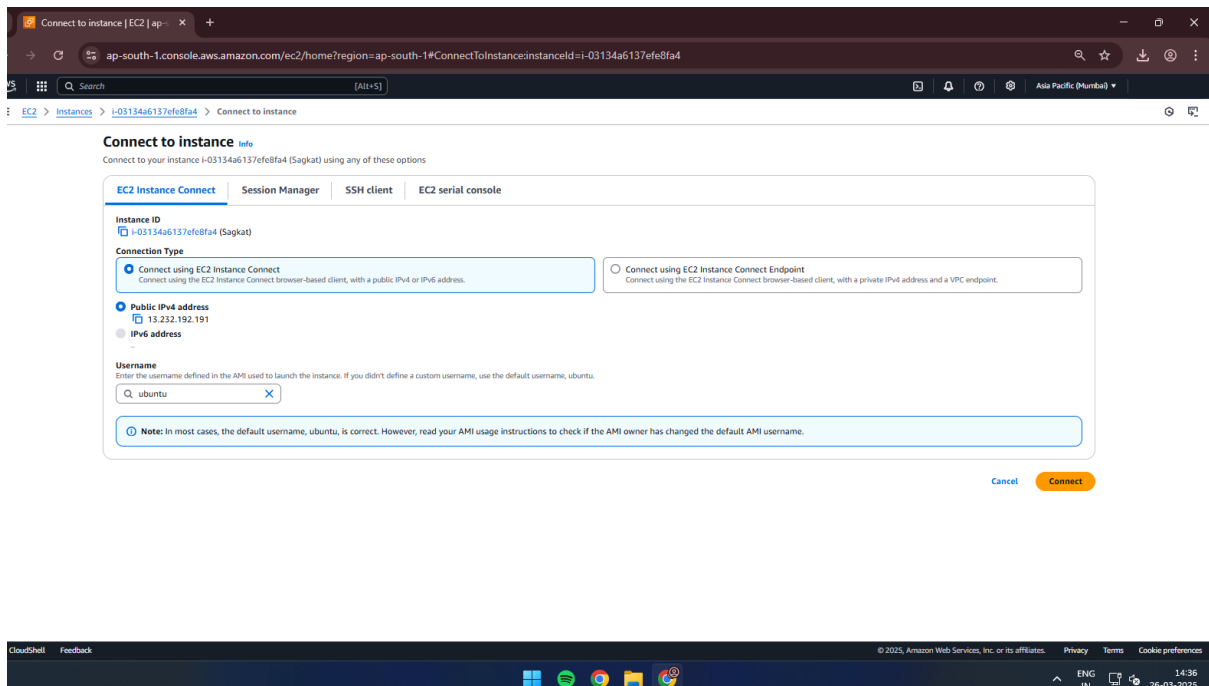 Connect to instance | EC2 | ap-s
ap-south-1.console.aws.amazon.com/ec2/home?region=ap-south-1#ConnectToInstance:instanceId=i-03134a6137efe8fa4
Search [Alt+S] Asia Pacific (Mumbai)
EC2 > Instances > i-03134a6137efe8fa4 > Connect to instance
Connect to instance Info
Connect to your instance i-03134a6137efe8fa4 (Sagkat) using any of these options
EC2 Instance Connect Session Manager SSH client EC2 serial console
Instance ID
i-03134a6137efe8fa4 (Sagkat)
Connection Type
Connect using EC2 Instance Connect
Connect using the EC2 Instance Connect browser-based client, with a public IPv4 or IPv6 address.
Connect using EC2 Instance Connect Endpoint
Connect using the EC2 Instance Connect browser-based client, with a private IPv4 address and a VPC endpoint.
Public IPv4 address
13.232.192.191
IPv6 address
–
Username
Enter the username defined in the AMI used to launch the instance. If you didn't define a custom username, use the default username, ubuntu.
ubuntu
Note: In most cases, the default username, ubuntu, is correct. However, read your AMI usage instructions to check if the AMI owner has changed the default AMI username.
Cancel Connect
CloudShell Feedback © 2025, Amazon Web Services, Inc. or its affiliates. Privacy Terms Cookie preferences
ENG 14:36
IN 26-03-2025